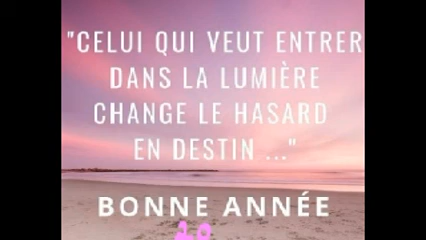 "CELUI QUI VEUT ENTRER
DANS LA LUMIÈRE
CHANGE LE HASARD
EN DESTIN ..."
BONNE ANNÉE